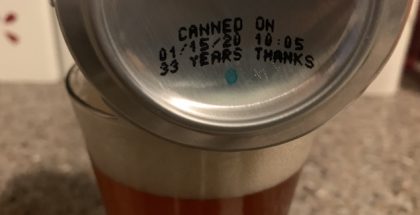 CANNED ON
01/15/20 10:05
33 YEARS THANKS